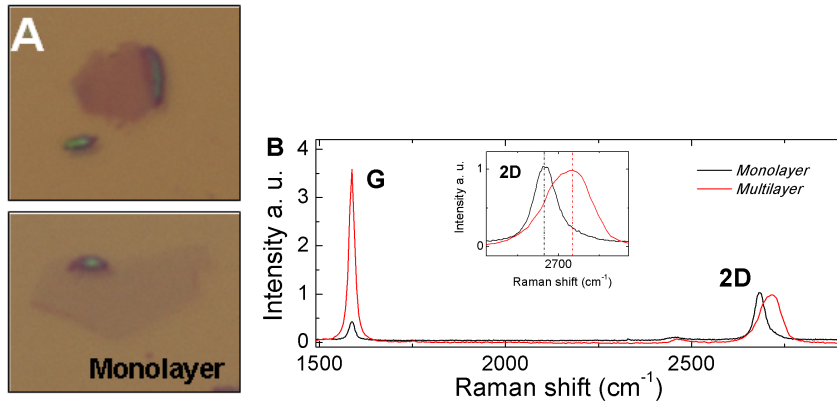 A
Monolayer
B
4
3
2
1
0
Intensity a. u.
G
2D
1
0
Intensity a. u.
2700
Raman shift (cm-1)
Monolayer
Multilayer
2D
1500
2000
2500
Raman shift (cm-1)